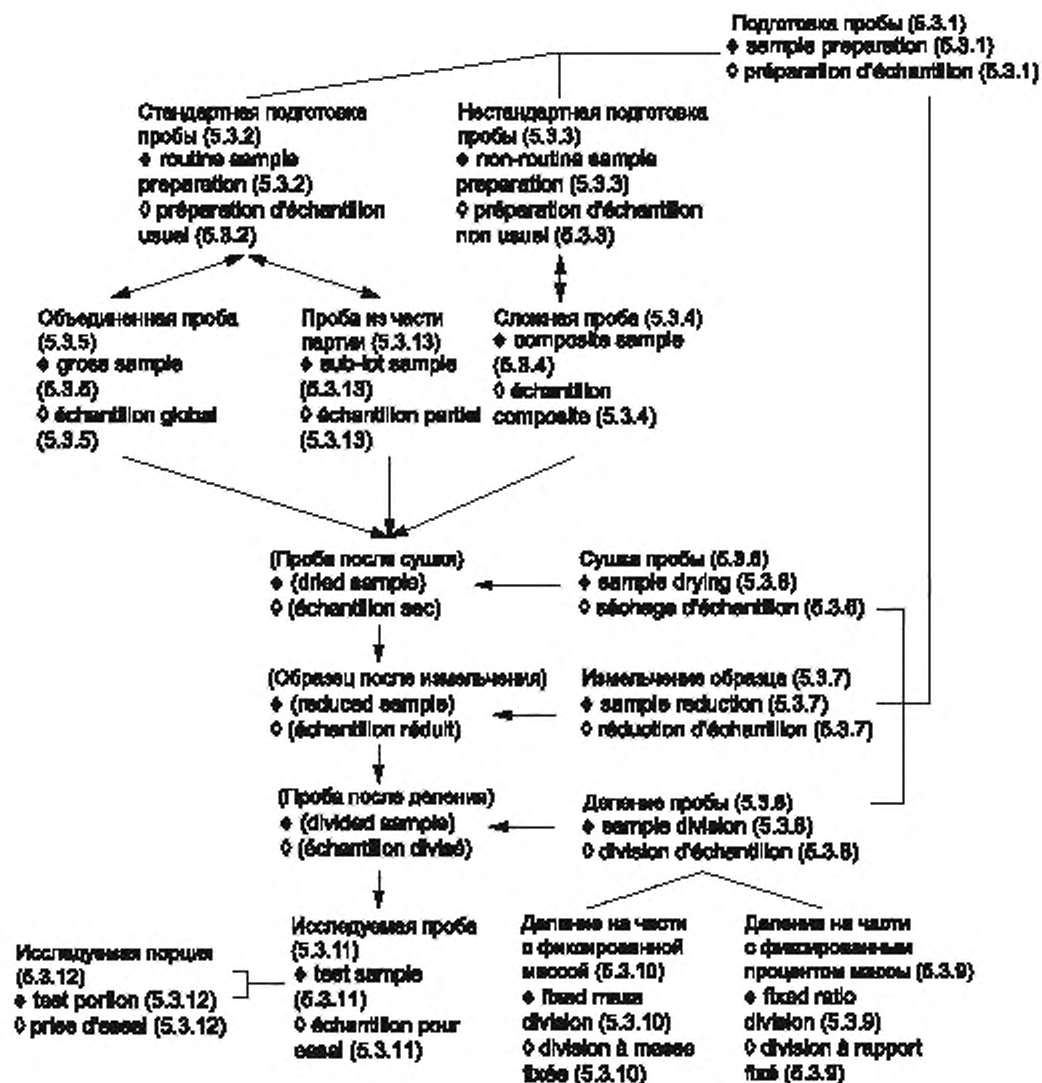 Подготовка пробы (5.3.1)
♦ sample preparation (5.3.1)
◊ préparation d'échantillon (5.3.1)
Стандартная подготовка
пробы (5.3.2)
♦ routine sample
preparation (5.3.2)
◊ préparation d'échantillon
usuel (5.3.2)
Нестандартная подготовка
пробы (5.3.3)
♦ non-routine sample
preparation (5.3.3)
◊ préparation d'échantillon
non usuel (5.3.3)
Объединенная проба
(5.3.5)
♦ gross sample
(5.3.5)
◊ échantillon global
(5.3.5)
Проба из части
партии (5.3.13)
♦ sub-lot sample
(5.3.13)
◊ échantillon partial
(5.3.13)
Сложная проба (5.3.4)
♦ composite sample
(5.3.4)
◊ échantillon
composite (5.3.4)
(Проба после сушки)
♦ (dried sample)
◊ (échantillon sec)
Сушка пробы (5.3.6)
♦ sample drying (5.3.6)
◊ séchage d'échantillon (5.3.6)
(Образец после измельчения)
♦ (reduced sample)
◊ (échantillon réduit)
Измельчение образца (5.3.7)
♦ sample reduction (5.3.7)
◊ réduction d'échantillon (5.3.7)
(Проба после деления)
♦ (divided sample)
◊ (échantillon divisé)
Деление пробы (5.3.8)
♦ sample division (5.3.8)
◊ division d'échantillon (5.3.8)
Исследуемая порция
(5.3.12)
♦ test portion (5.3.12)
◊ prise d'essai (5.3.12)
Исследуемая проба
(5.3.11)
♦ test sample
(5.3.11)
◊ échantillon pour
essai (5.3.11)
Деление на части
с фиксированной
массой (5.3.10)
♦ fixed mass
division (5.3.10)
◊ division à masse
fixée (5.3.10)
Деление на части
с фиксированным
процентом массы (5.3.9)
♦ fixed ratio
division (5.3.9)
◊ division à rapport
fixé (5.3.9)